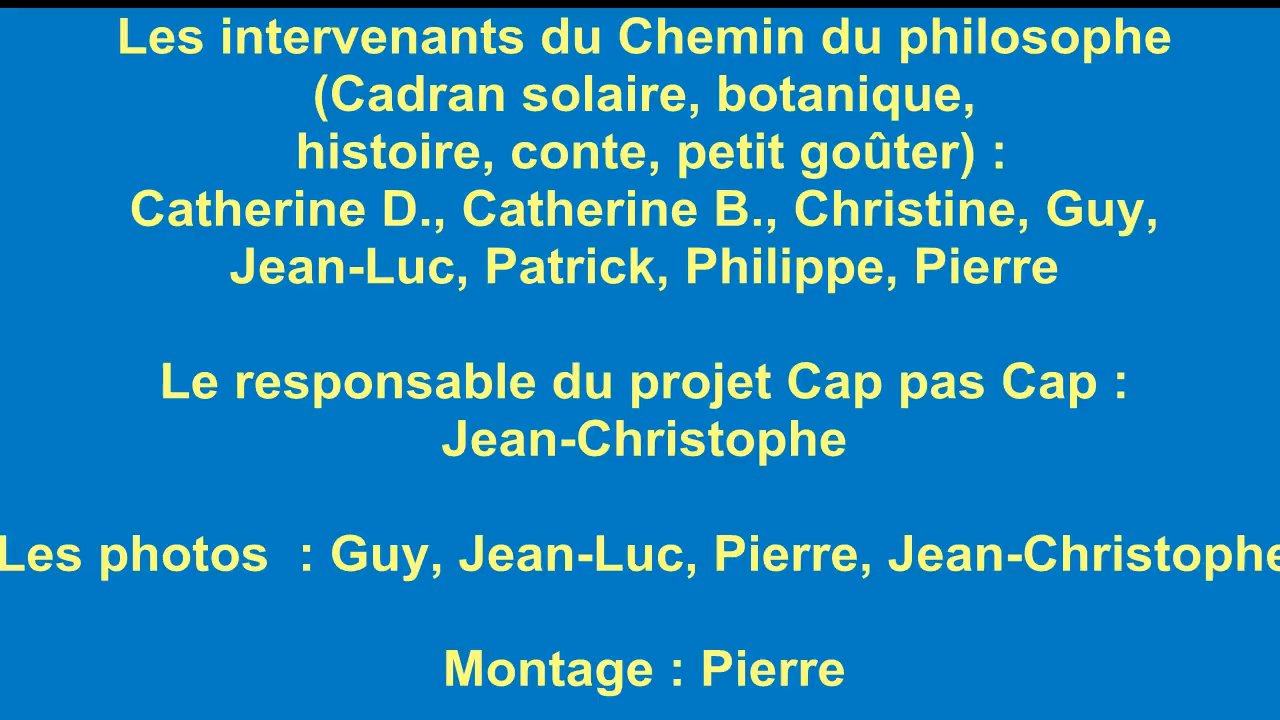 Les intervenants du Chemin du philosophe
(Cadran solaire, botanique,
histoire, conte, petit goûter) :
Catherine D., Catherine B., Christine, Guy,
Jean-Luc, Patrick, Philippe, Pierre
Le responsable du projet Cap pas Cap :
Jean-Christophe
Les photos  : Guy, Jean-Luc, Pierre, Jean-Christophe
Montage : Pierre